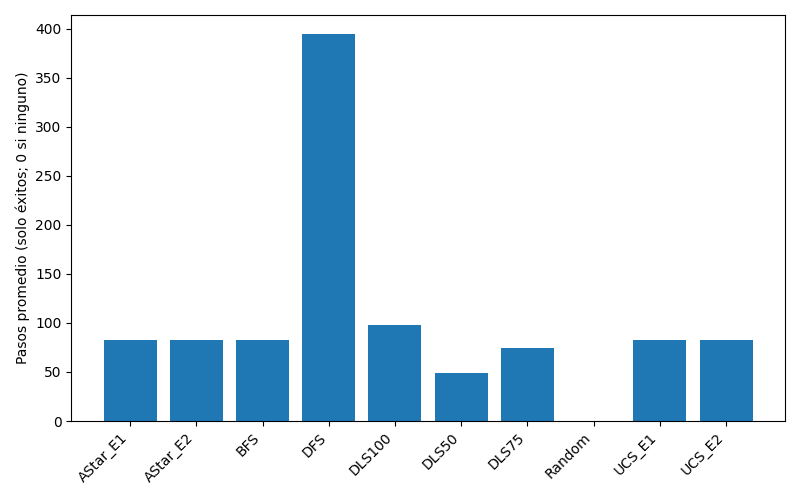 Pasos promedio (solo éxitos; 0 si ninguno)
400
350
300
250
200
150
100
50
0
AStar_E1
AStar_E2
BFS
DFS
DLS100
DLS50
DLS75
Random
UCS_E1
UCS_E2